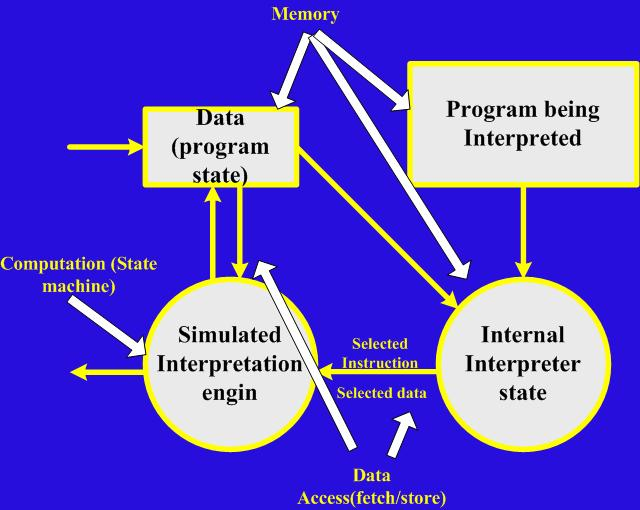 Memory
Data
(program
state)
Program being
Interpreted
Computation (State
machine)
Simulated
Interpretation
engin
Selected
Instruction
Selected data
Internal
Interpreter
state
Data
Access(fetch/store)